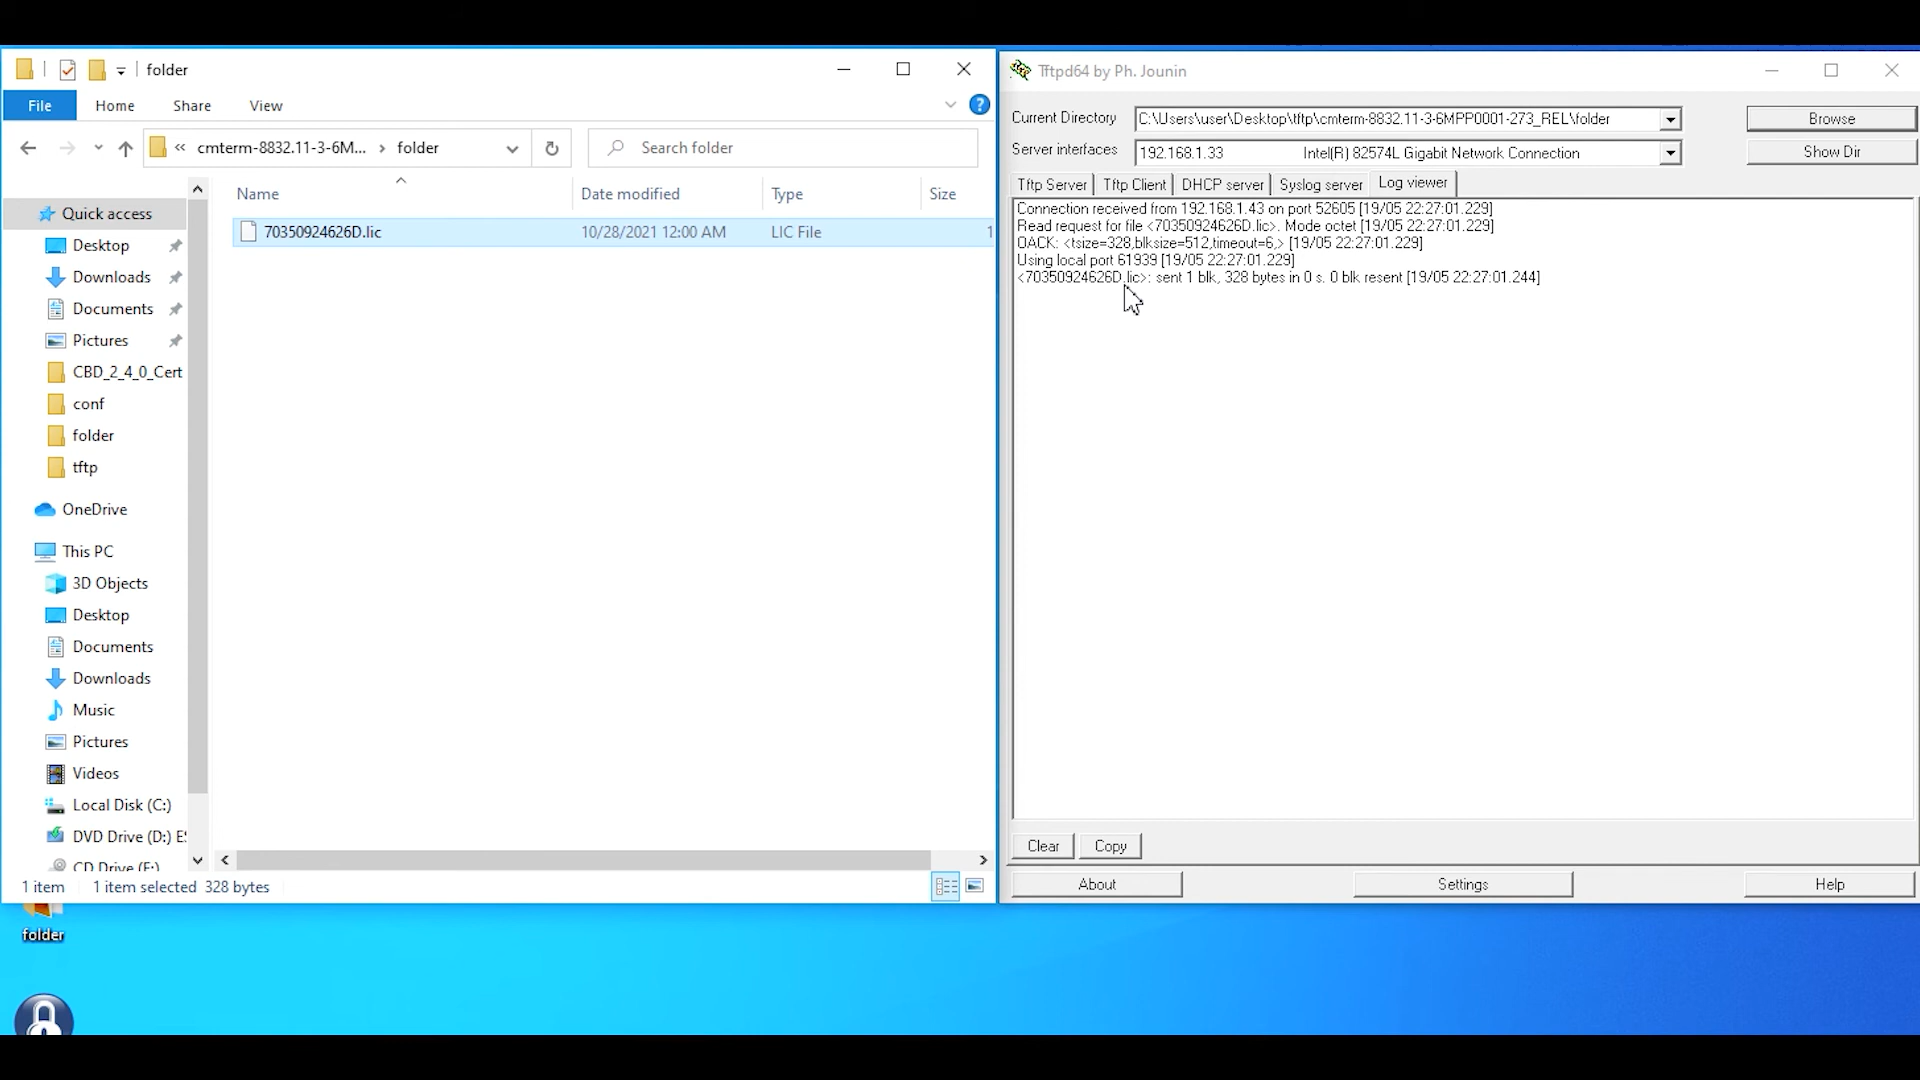 folder
File
Home
Share
View
?
« cmterm-8832.11-3-6M... > folder
Search folder
Name
Date modified
Type
Size
70350924626D.lic
10/28/2021 12:00 AM
LIC File
1
Quick access
Desktop
Downloads
Documents
Pictures
CBD_2_4_0_Cert
conf
folder
tftp
OneDrive
This PC
3D Objects
Desktop
Documents
Downloads
Music
Pictures
Videos
Local Disk (C:)
DVD Drive (D:) ES
CD Drive (F:)
1 item
1 item selected 328 bytes
folder
Tftpd64 by Ph. Jounin
Current Directory
C:\Users\user\Desktop\tftp\cmterm-8832.11-3-6MPP0001-273_REL\folder
Browse
Server interfaces
192.168.1.33 Intel(R) 82574L Gigabit Network Connection
Show Dir
Tftp Server
Tftp Client
DHCP server
Syslog server
Log viewer
Connection received from 192.168.1.43 on port 52605 [19/05 22:27:01.229]
Read request for file <70350924626D.lic>. Mode octet [19/05 22:27:01.229]
OACK: <tsize=328,blksize=512,timeout=6,> [19/05 22:27:01.229]
Using local port 61939 [19/05 22:27:01.229]
<70350924626D.lic>: sent 1 blk, 328 bytes in 0 s. 0 blk resent [19/05 22:27:01.244]
Clear
Copy
About
Settings
Help